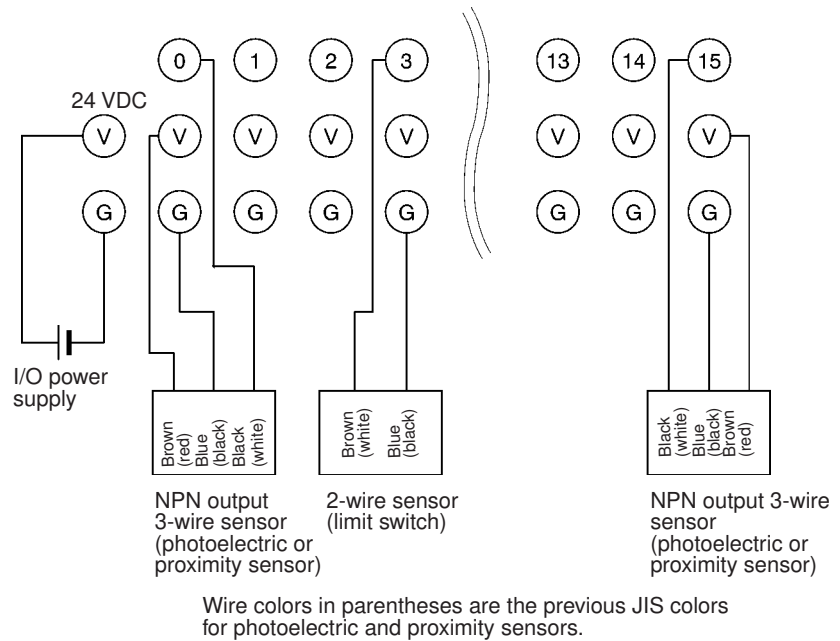 0 1 2 3 13 14 15
24 VDC
V V V V V V V V
G G G G G G G G
I/O power
supply
Brown
(red)
Blue
(black)
Black
(white)
Brown
(white)
Blue
(black)
Black
(white)
Blue
(black)
Brown
(red)
NPN output
3-wire sensor
(photoelectric or
proximity sensor)
2-wire sensor
(limit switch)
NPN output 3-wire
sensor
(photoelectric or
proximity sensor)
Wire colors in parentheses are the previous JIS colors
for photoelectric and proximity sensors.